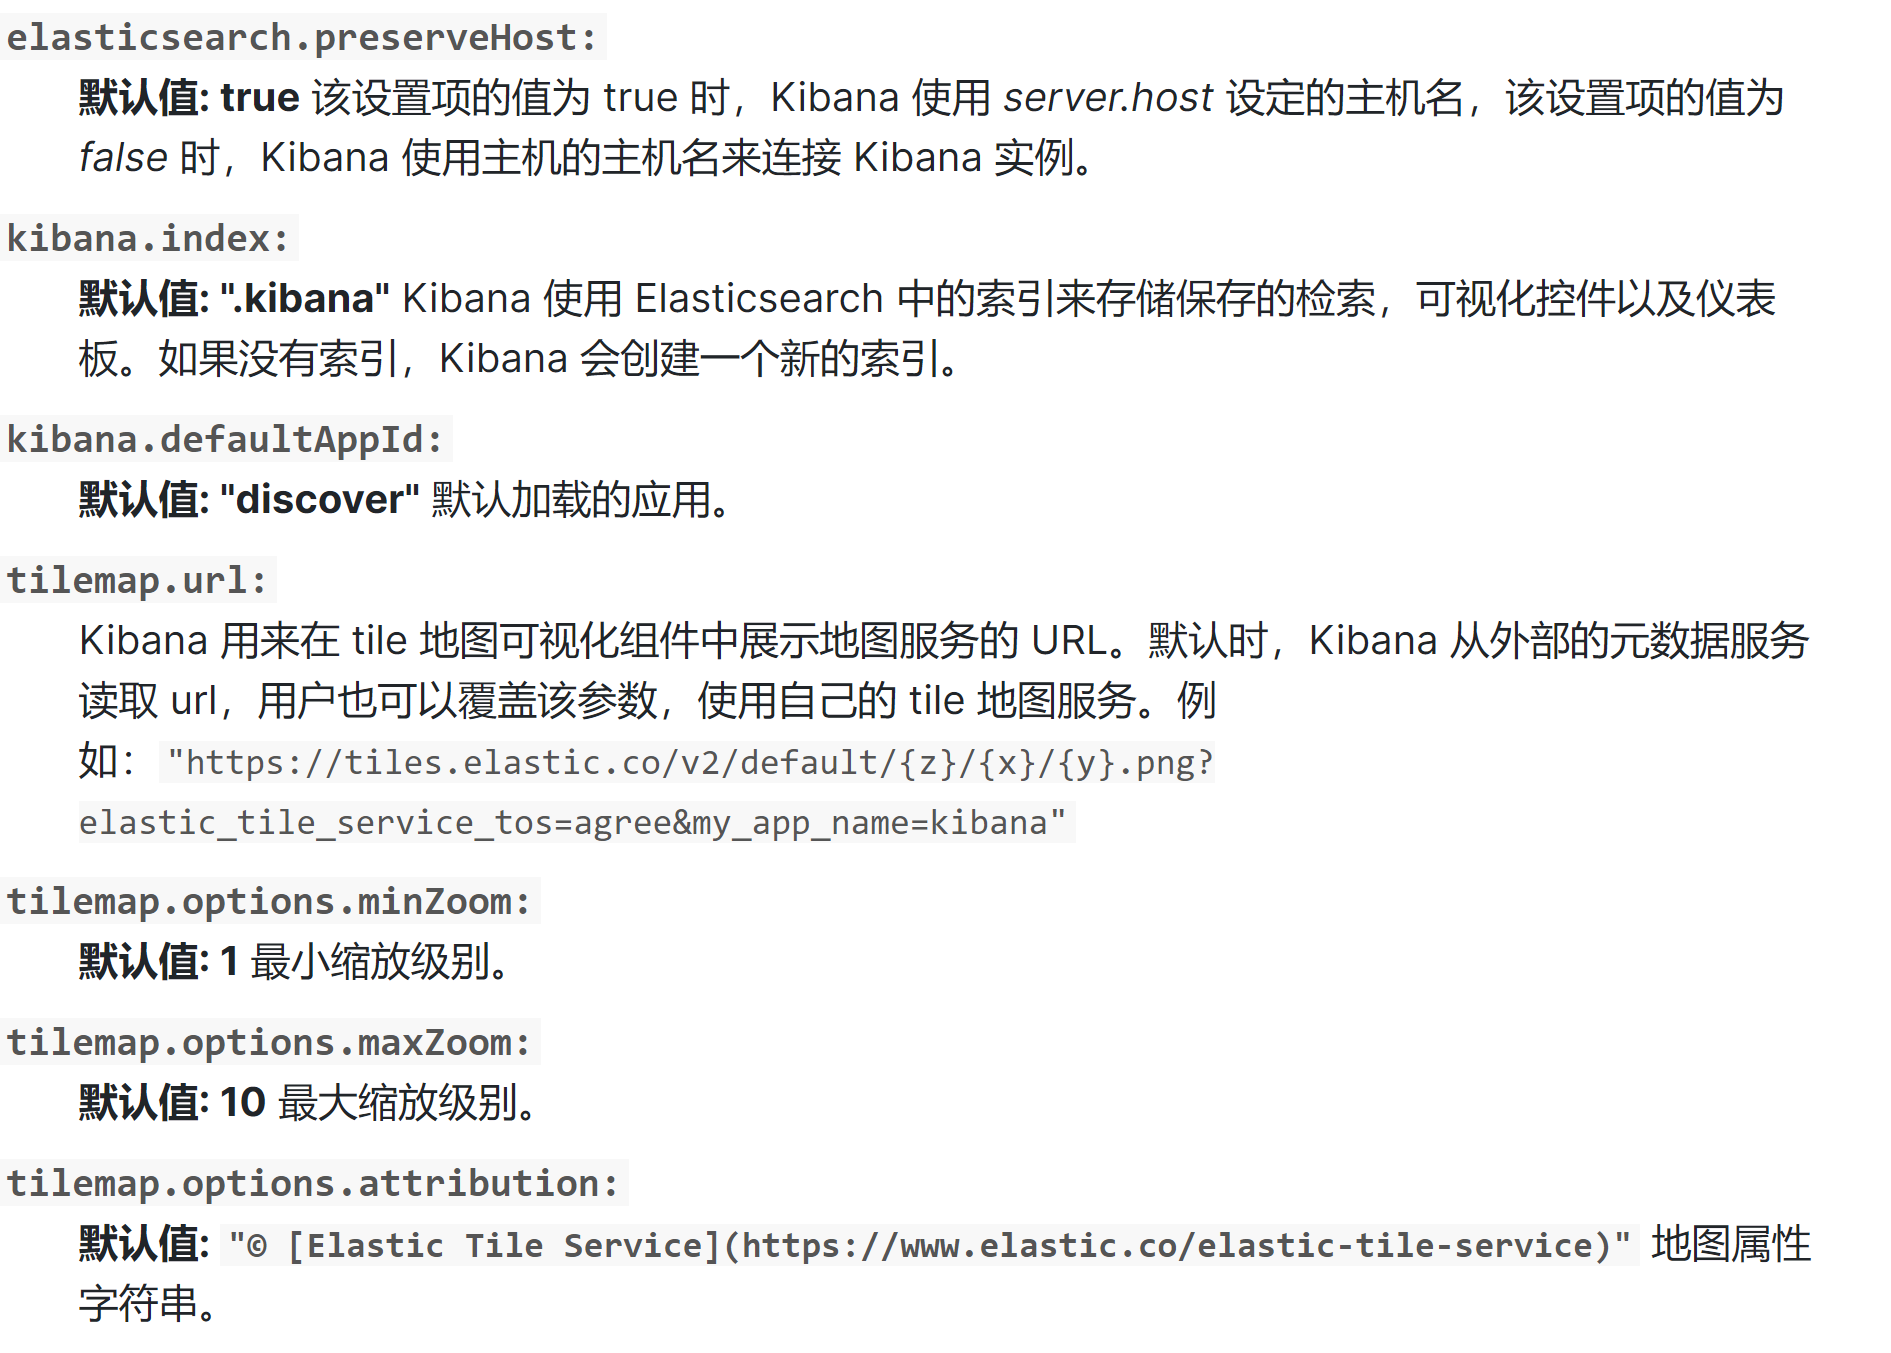 elasticsearch.preserveHost:
默认值: true 该设置项的值为 true 时，Kibana 使用 server.host 设定的主机名，该设置项的值为
false 时，Kibana 使用主机的主机名来连接 Kibana 实例。
kibana.index:
默认值: ".kibana" Kibana 使用 Elasticsearch 中的索引来存储保存的检索，可视化控件以及仪表
板。如果没有索引，Kibana 会创建一个新的索引。
kibana.defaultAppId:
默认值: "discover" 默认加载的应用。
tilemap.url:
Kibana 用来在 tile 地图可视化组件中展示地图服务的 URL。默认时，Kibana 从外部的元数据服务
读取 url，用户也可以覆盖该参数，使用自己的 tile 地图服务。例
如： "https://tiles.elastic.co/v2/default/{z}/{x}/{y}.png?
elastic_tile_service_tos=agree&my_app_name=kibana"
tilemap.options.minZoom:
默认值: 1 最小缩放级别。
tilemap.options.maxZoom:
默认值: 10 最大缩放级别。
tilemap.options.attribution:
默认值: "© [Elastic Tile Service](https://www.elastic.co/elastic-tile-service)" 地图属性
字符串。